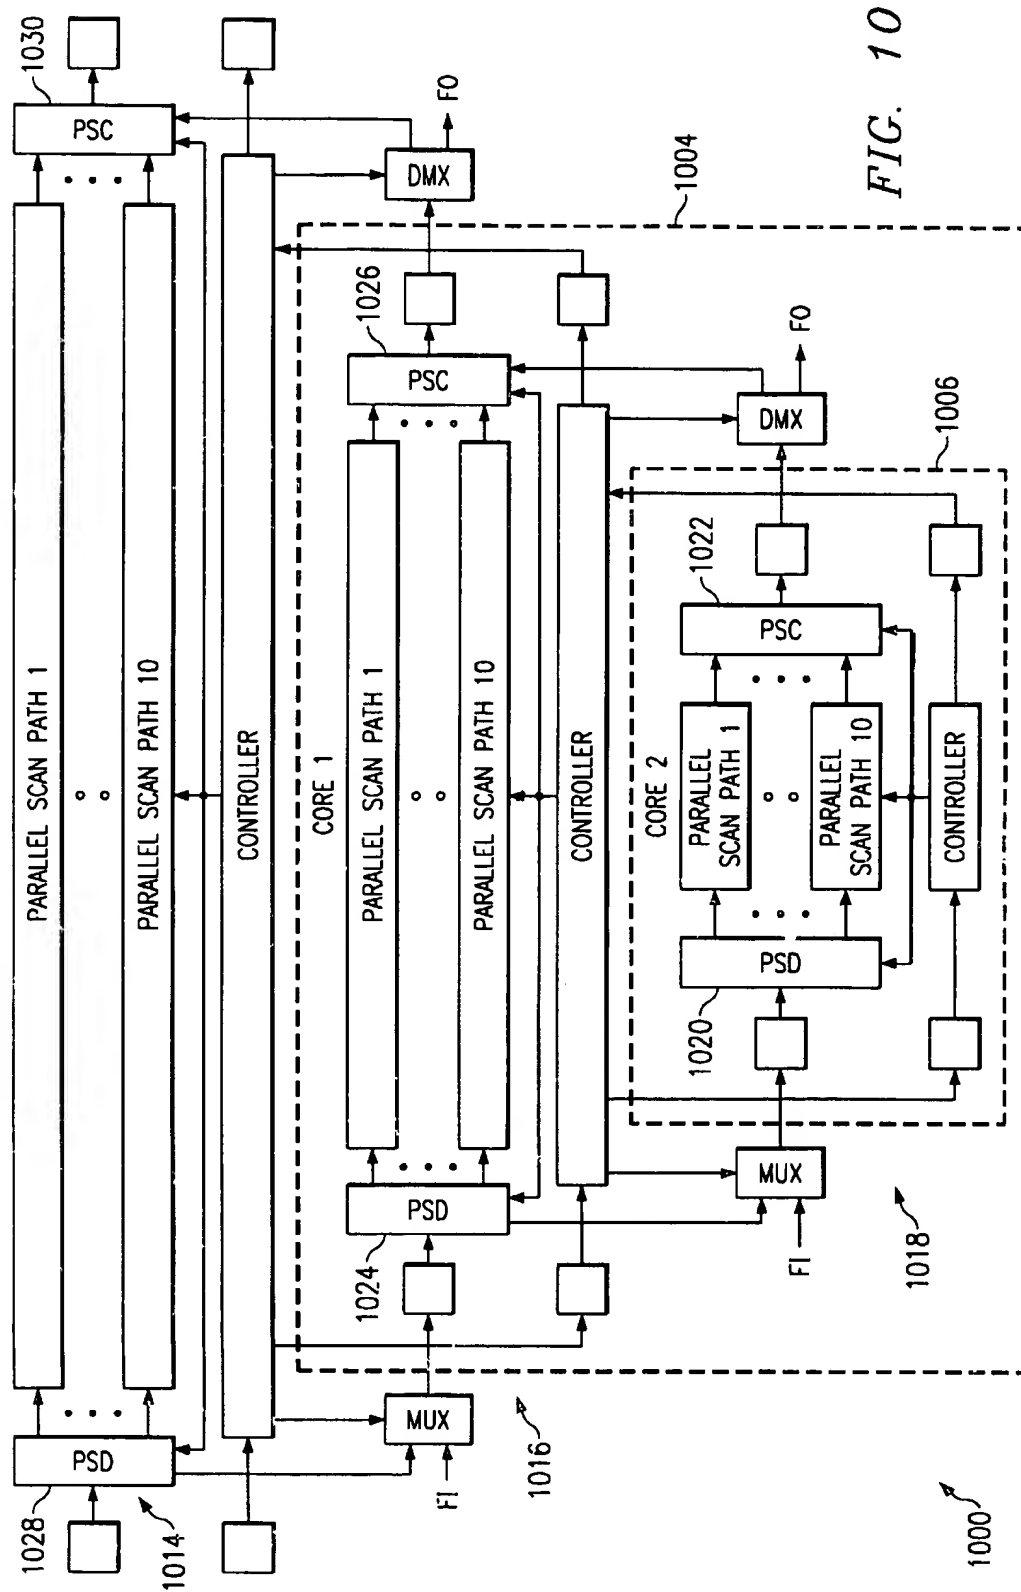 1028
PSD
PARALLEL SCAN PATH 1
PARALLEL SCAN PATH 10
PSC
1030
1014
CONTROLLER
MUX
FI
DMX
FO
1016
1004
CORE 1
1024
PSD
PARALLEL SCAN PATH 1
PARALLEL SCAN PATH 10
PSC
1026
CONTROLLER
MUX
FI
DMX
FO
1018
1006
CORE 2
1020
PSD
PARALLEL
SCAN PATH 1
PARALLEL
SCAN PATH 10
PSC
1022
CONTROLLER
1000
FIG. 10